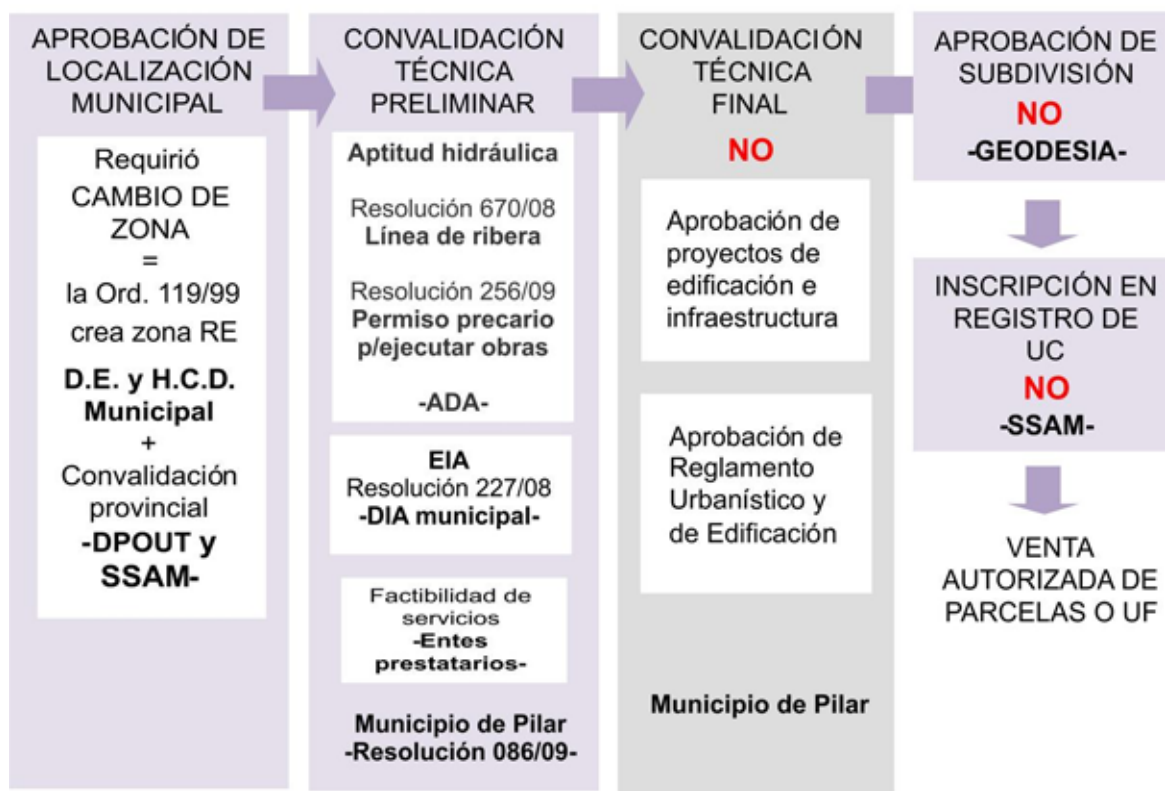 APROBACIÓN DE
LOCALIZACIÓN
MUNICIPAL
Requirió
CAMBIO DE
ZONA
=
la Ord. 119/99
crea zona RE
D.E. y H.C.D.
Municipal
+
Convalidación
provincial
-DPOUT y
SSAM-
CONVALIDACIÓN
TÉCNICA
PRELIMINAR
Aptitud hidráulica
Resolución 670/08
Línea de ribera
Resolución 256/09
Permiso precario
p/ejecutar obras
-ADA-
EIA
Resolución 227/08
-DIA municipal-
Factibilidad de
servicios
-Entes
prestatarios-
Municipio de Pilar
-Resolución 086/09-
CONVALIDACIÓN
TÉCNICA
FINAL
NO
Aprobación de
proyectos de
edificación e
infraestructura
Aprobación de
Reglamento
Urbanístico y
de Edificación
Municipio de Pilar
APROBACIÓN DE
SUBDIVISIÓN
NO
-GEODESIA-
INSCRIPCIÓN EN
REGISTRO DE
UC
NO
-SSAM-
VENTA
AUTORIZADA DE
PARCELAS O UF